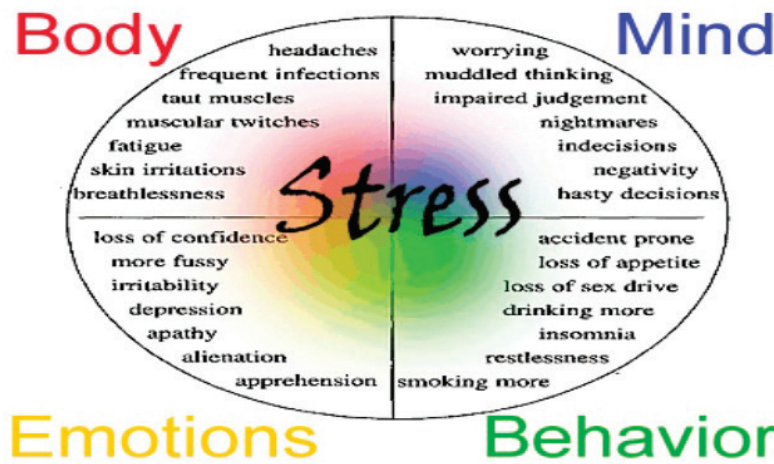 Body
headaches
frequent infections
taut muscles
muscular twitches
fatigue
skin irritations
breathlessness
Mind
worrying
muddled thinking
impaired judgement
nightmares
indecisions
negativity
hasty decisions
Stress
loss of confidence
more fussy
irritability
depression
apathy
alienation
apprehension
Emotions
accident prone
loss of appetite
loss of sex drive
drinking more
insomnia
restlessness
smoking more
Behavior